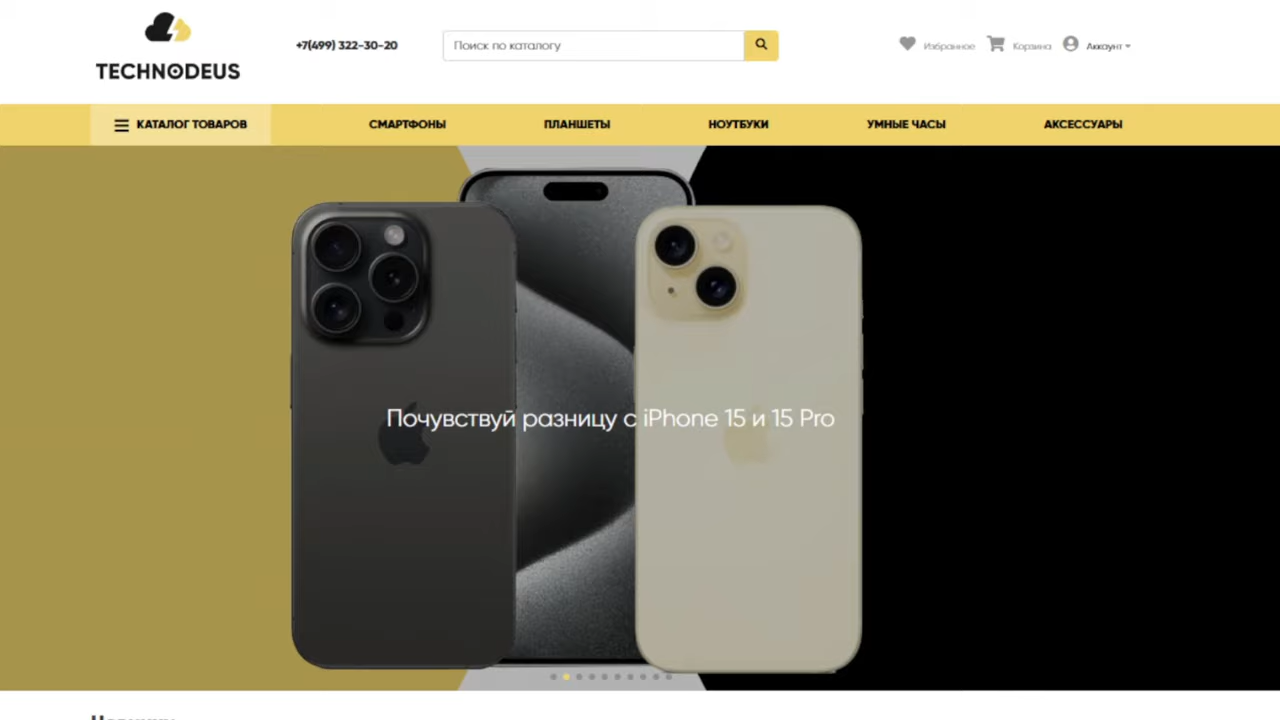 TECHNODEUS
+7(499) 322-30-20
Поиск по каталогу
Избранное
Корзина
Аккаунт
КАТАЛОГ ТОВАРОВ
СМАРТФОНЫ
ПЛАНШЕТЫ
НОУТБУКИ
УМНЫЕ ЧАСЫ
АКСЕССУАРЫ
Почувствуй разницу с iPhone 15 и 15 Pro